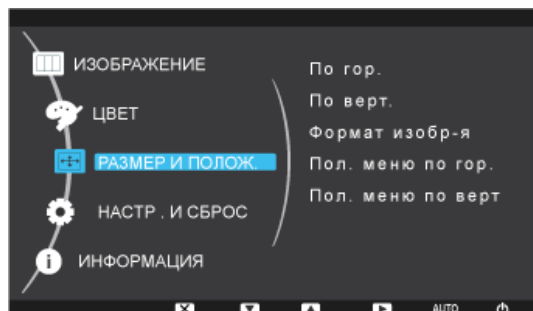 ИЗОБРАЖЕНИЕ
ЦВЕТ
РАЗМЕР И ПОЛОЖ.
НАСТР . И СБРОС
ИНФОРМАЦИЯ
По гор.
По верт.
Формат изобр-я
Пол. меню по гор.
Пол. меню по верт
AUTO